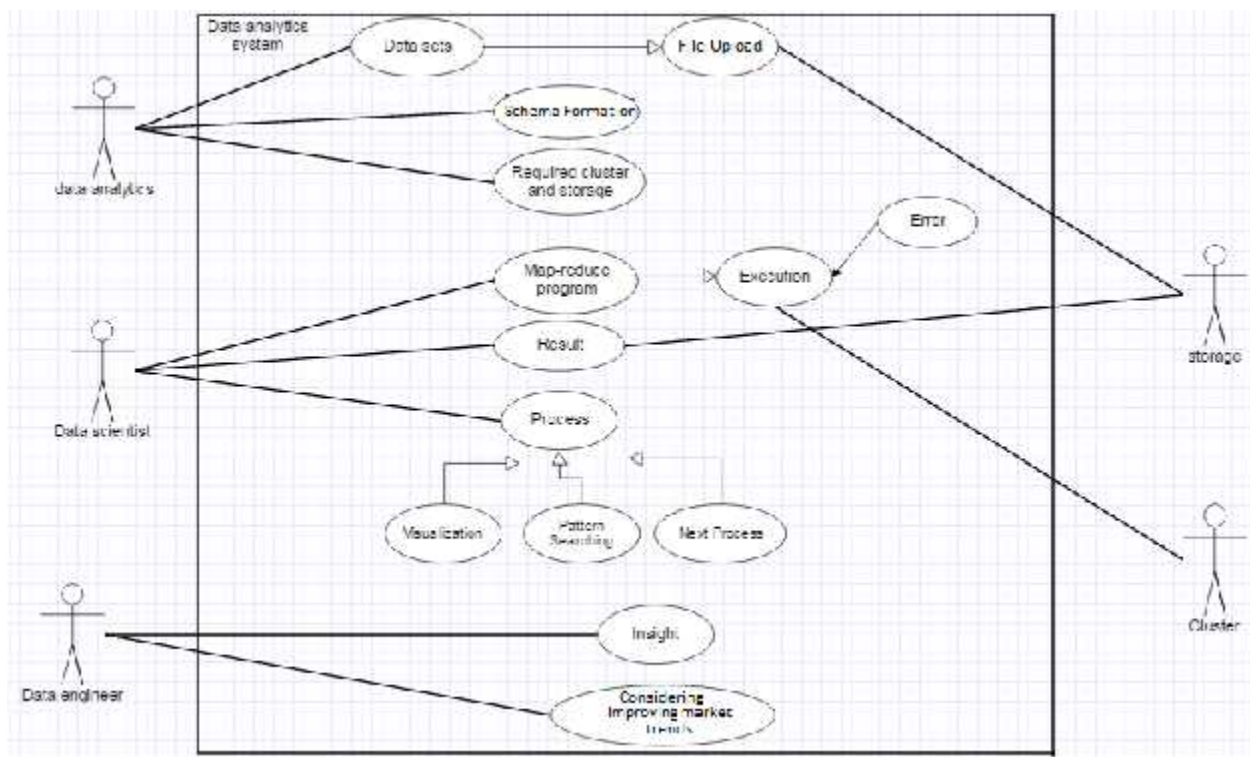 Data analytics
system
Data sets
File Upload
Schema Formation
data analytics
Required cluster
and storage
Error
Map-reduce
program
Execution
Result
storage
Data scientist
Process
Visualization
Pattern
Searching
Next Process
Cluster
Insight
Data engineer
Considering
improving market
trends